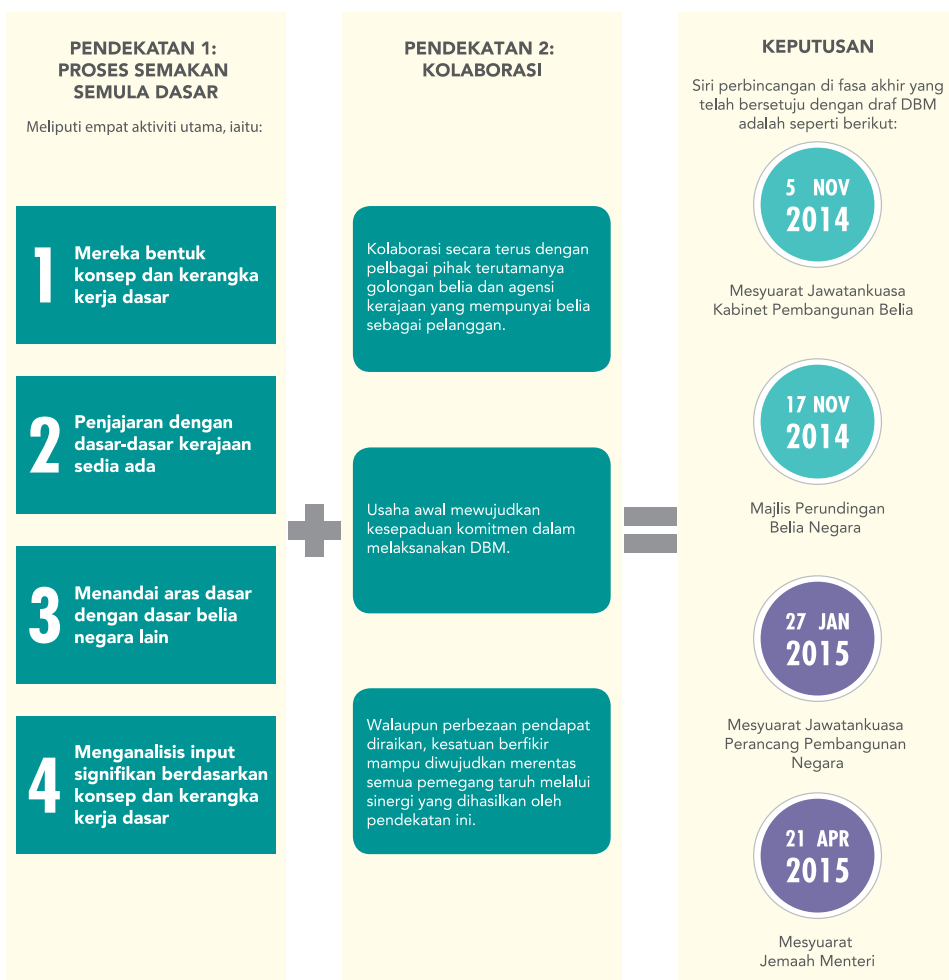 PENDEKATAN 1:
PROSES SEMAKAN
SEMULA DASAR
Meliputi empat aktiviti utama, iaitu:
1
Mereka bentuk
konsep dan kerangka
kerja dasar
2
Penjajaran dengan
dasar-dasar kerajaan
sedia ada
3
Menandai aras dasar
dengan dasar belia
negara lain
4
Menganalisis input
signifikan berdasarkan
konsep dan kerangka
kerja dasar
+
PENDEKATAN 2:
KOLABORASI
Kolaborasi secara terus dengan
pelbagai pihak terutamanya
golongan belia dan agensi
kerajaan yang mempunyai belia
sebagai pelanggan.
Usaha awal mewujudkan
kesepaduan komitmen dalam
melaksanakan DBM.
Walaupun perbezaan pendapat
diraikan, kesatuan berfikir
mampu diwujudkan merentas
semua pemegang taruh melalui
sinergi yang dihasilkan oleh
pendekatan ini.
=
KEPUTUSAN
Siri perbincangan di fasa akhir yang
telah bersetuju dengan draf DBM
adalah seperti berikut:
5 NOV
2014
Mesyuarat Jawatankuasa
Kabinet Pembangunan Belia
17 NOV
2014
Majlis Perundingan
Belia Negara
27 JAN
2015
Mesyuarat Jawatankuasa
Perancang Pembangunan
Negara
21 APR
2015
Mesyuarat
Jemaah Menteri